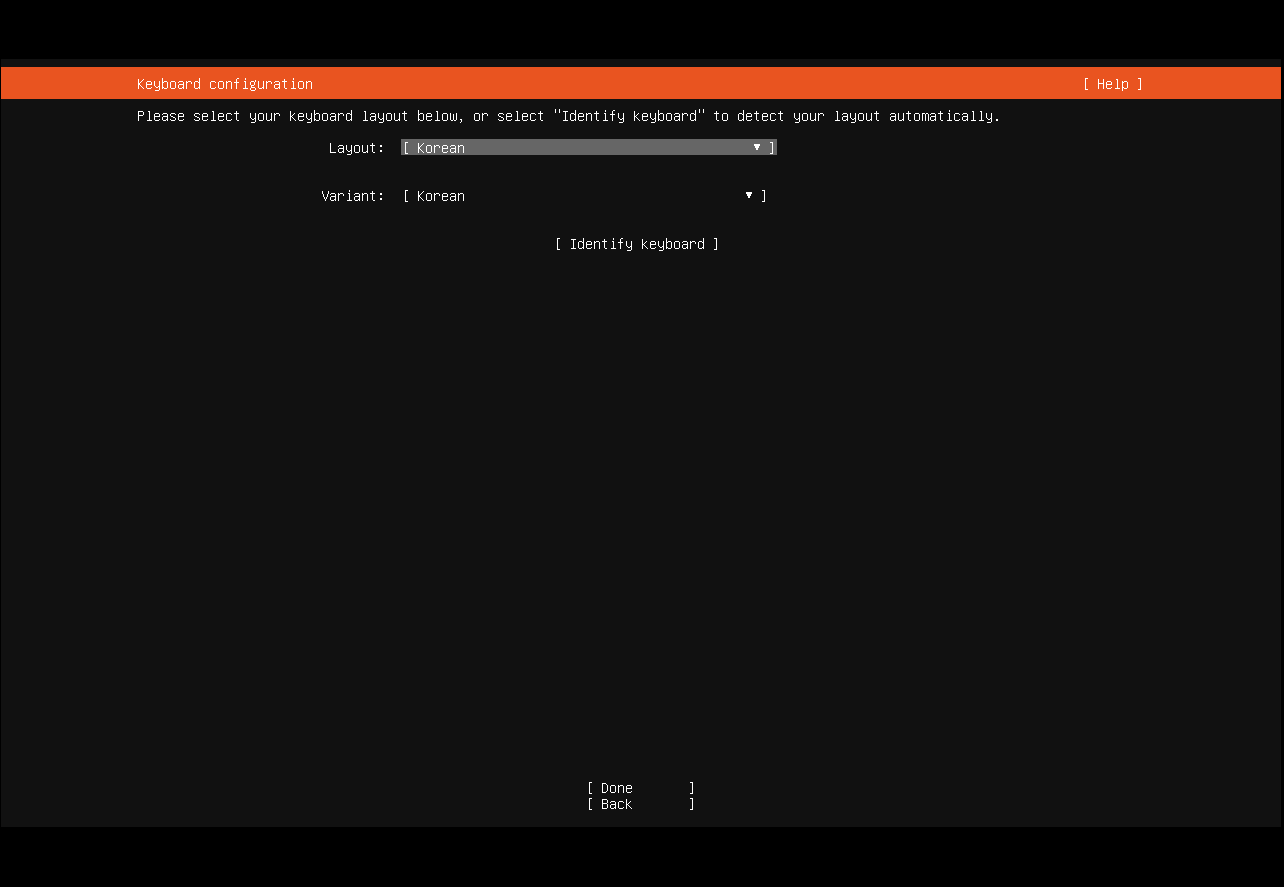 Keyboard configuration [ Help ]
Please select your keyboard layout below, or select "Identify keyboard" to detect your layout automatically.
Layout: [ Korean ▼ ]
Variant: [ Korean ▼ ]
[ Identify keyboard ]
[ Done ]
[ Back ]